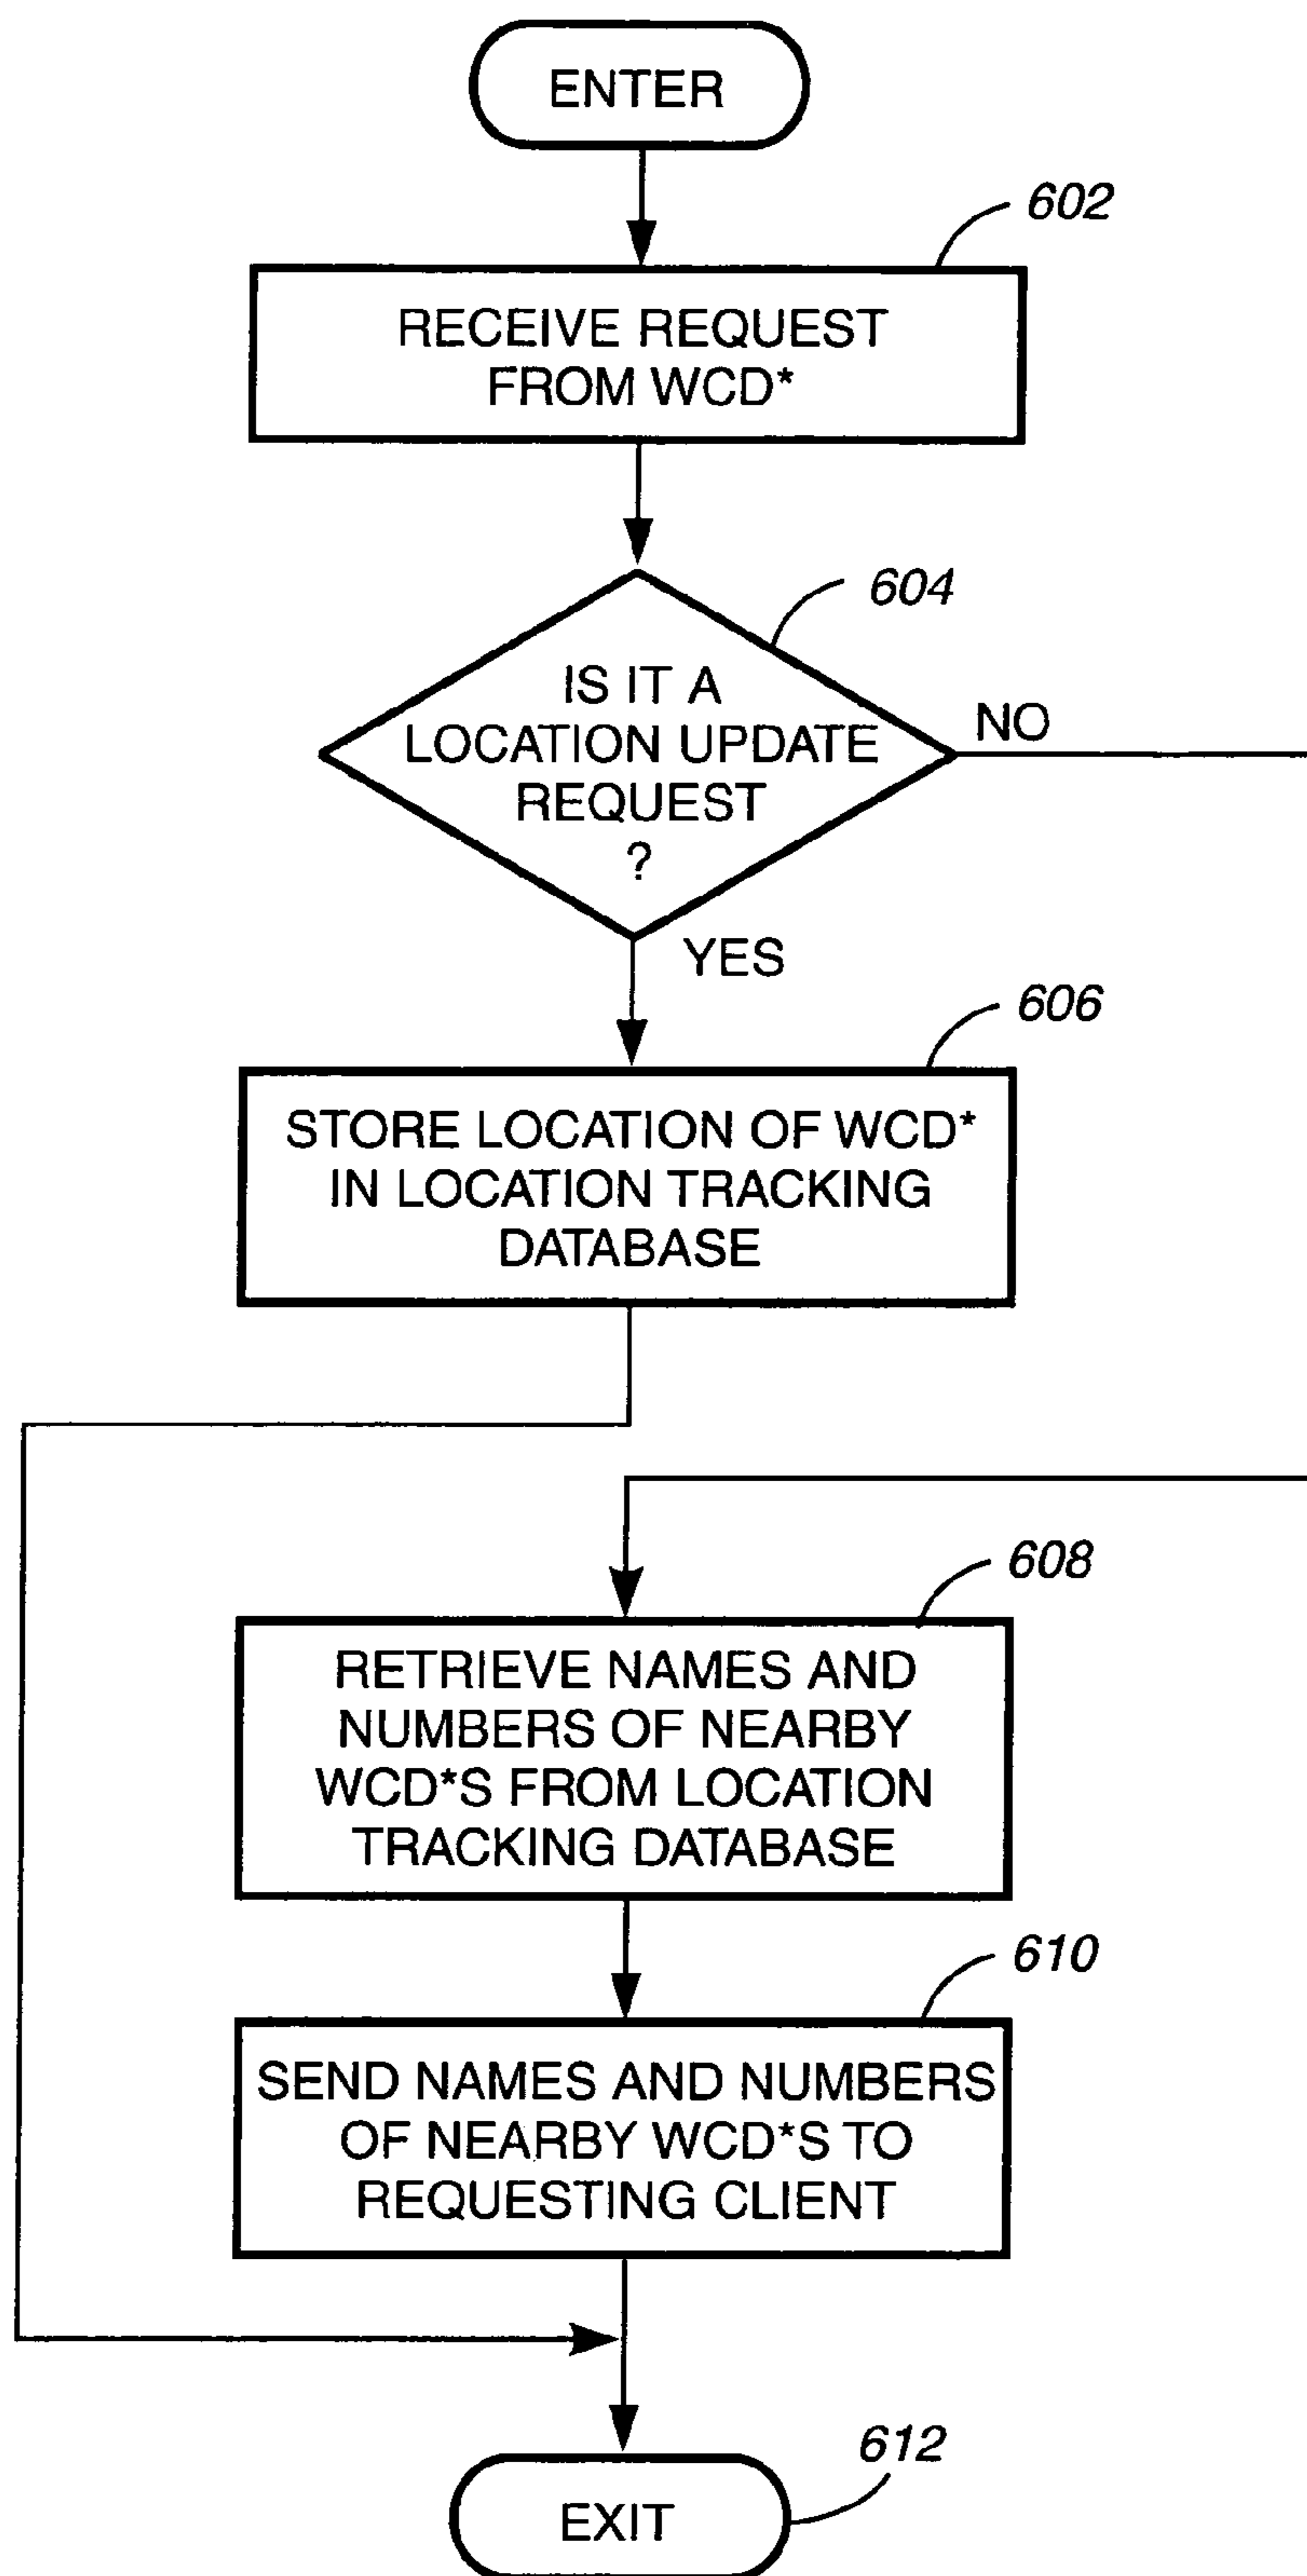 ENTER
602
RECEIVE REQUEST
FROM WCD*
604
IS IT A
LOCATION UPDATE
REQUEST
?
NO
YES
606
STORE LOCATION OF WCD*
IN LOCATION TRACKING
DATABASE
608
RETRIEVE NAMES AND
NUMBERS OF NEARBY
WCD*S FROM LOCATION
TRACKING DATABASE
610
SEND NAMES AND NUMBERS
OF NEARBY WCD*S TO
REQUESTING CLIENT
612
EXIT